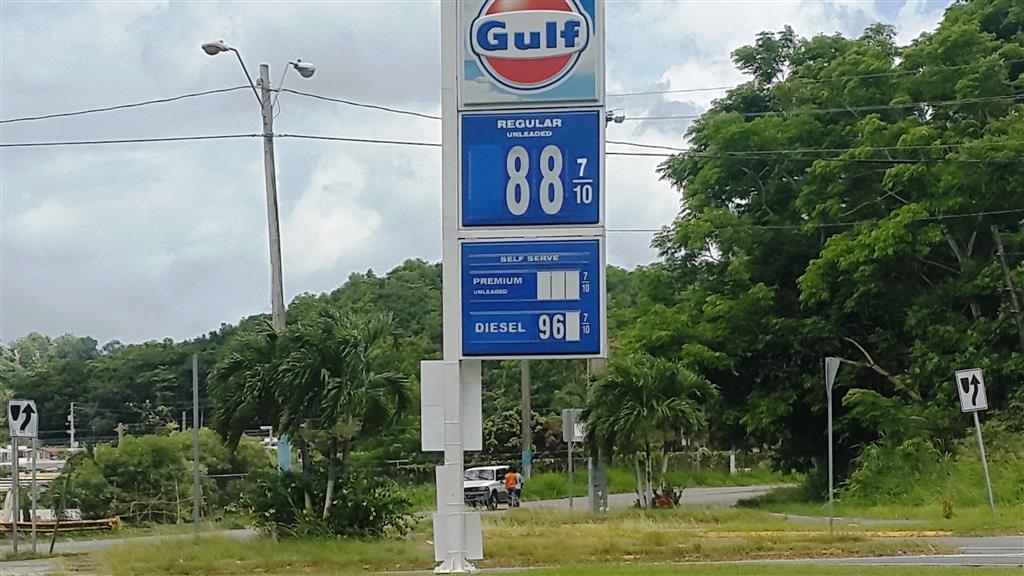 Gulf
REGULAR
UNLEADED
88 7/10
SELF SERVE
PREMIUM 7/10
UNLEADED
DIESEL 96 7/10